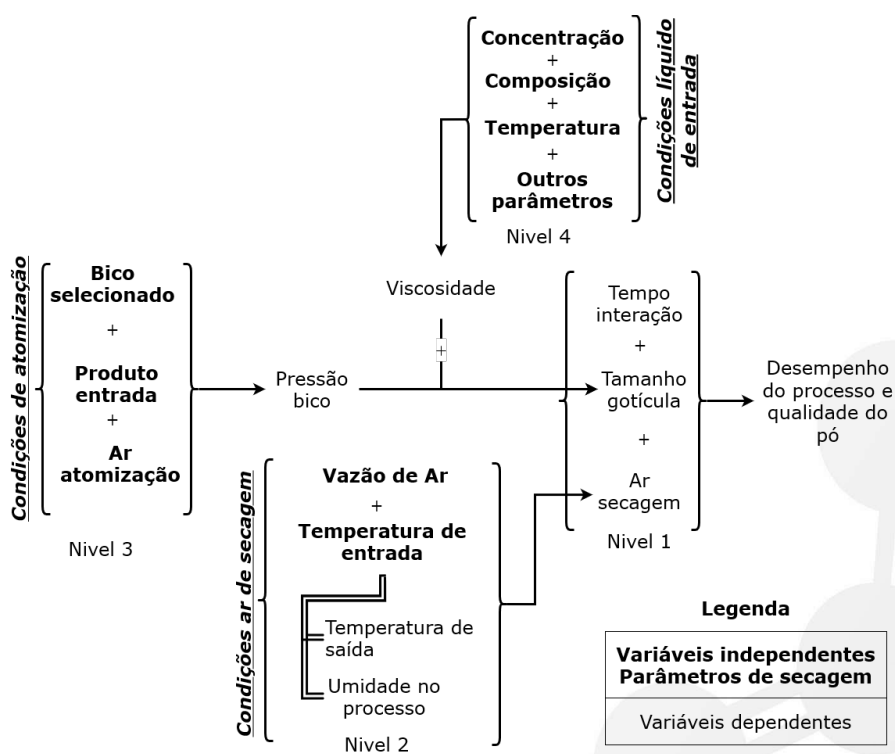 Concentração
+
Composição
+
Temperatura
+
Outros
parâmetros
Nivel 4
Condições líquido
de entrada
Condições de atomização
Bico
selecionado
+
Produto
entrada
+
Ar
atomização
Nivel 3
Pressão
bico
Viscosidade
+
Tempo
interação
+
Tamanho
gotícula
+
Ar
secagem
Nivel 1
Desempenho
do processo e
qualidade do
pó
Condições ar de secagem
Vazão de Ar
+
Temperatura de
entrada
Temperatura de
saída
Umidade no
processo
Nivel 2
Legenda
Variáveis independentes
Parâmetros de secagem
Variáveis dependentes